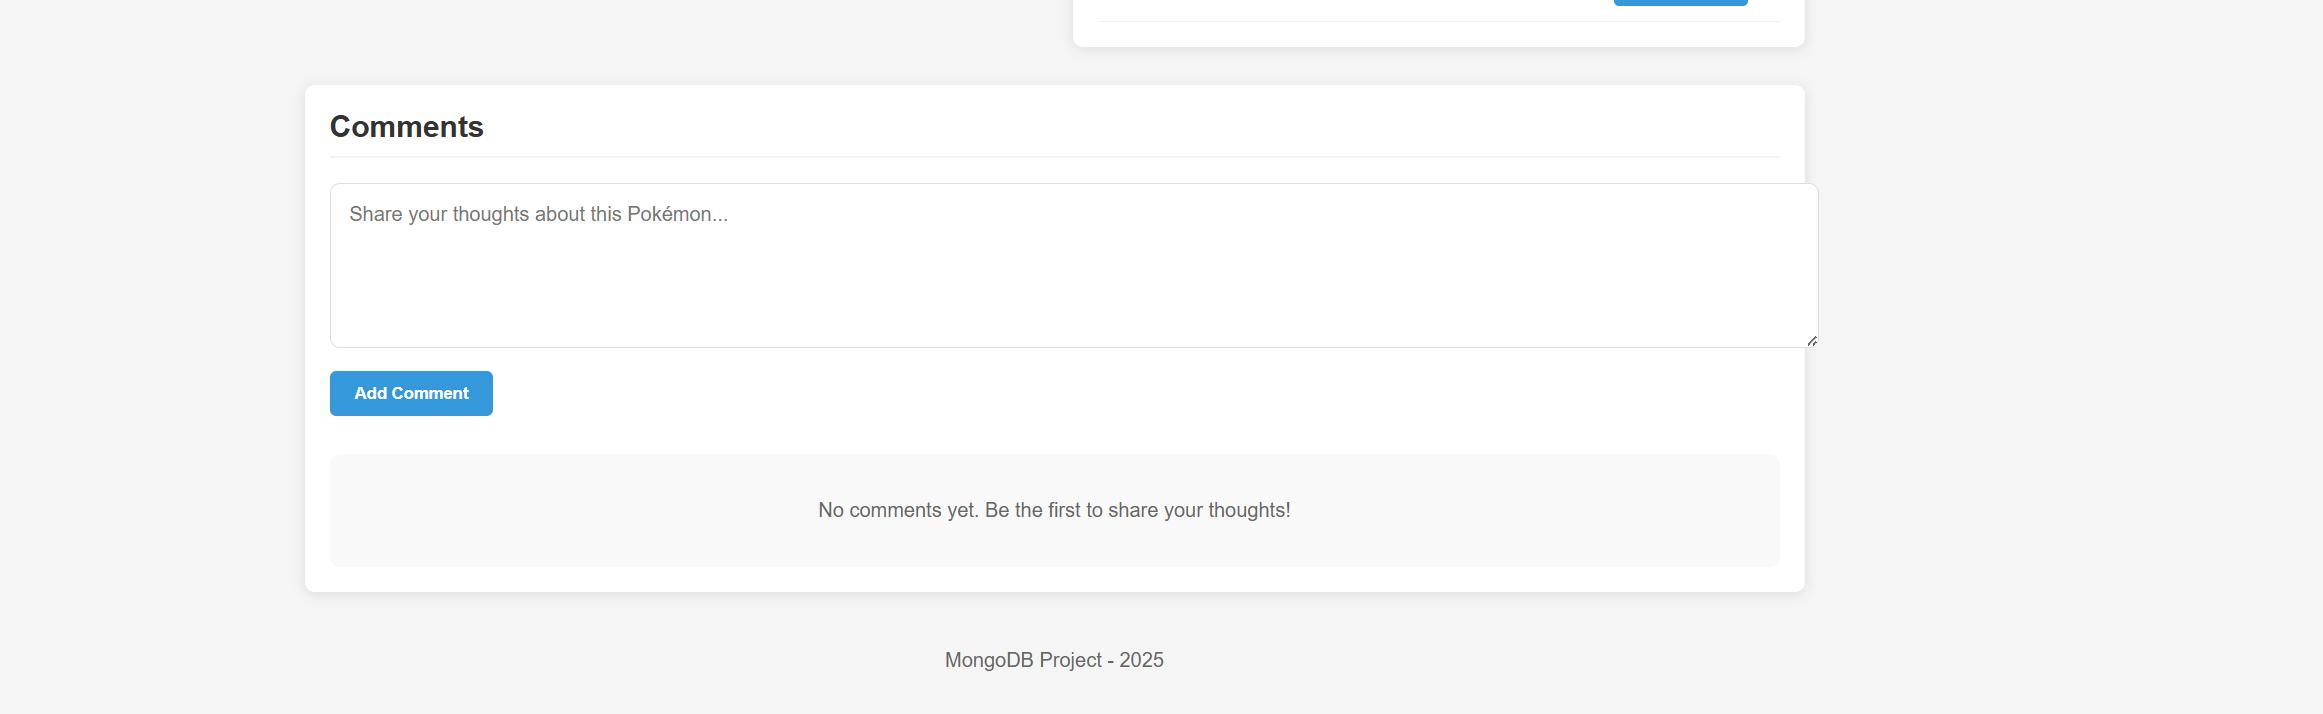 Comments
Share your thoughts about this Pokémon...
Add Comment
No comments yet. Be the first to share your thoughts!
MongoDB Project - 2025